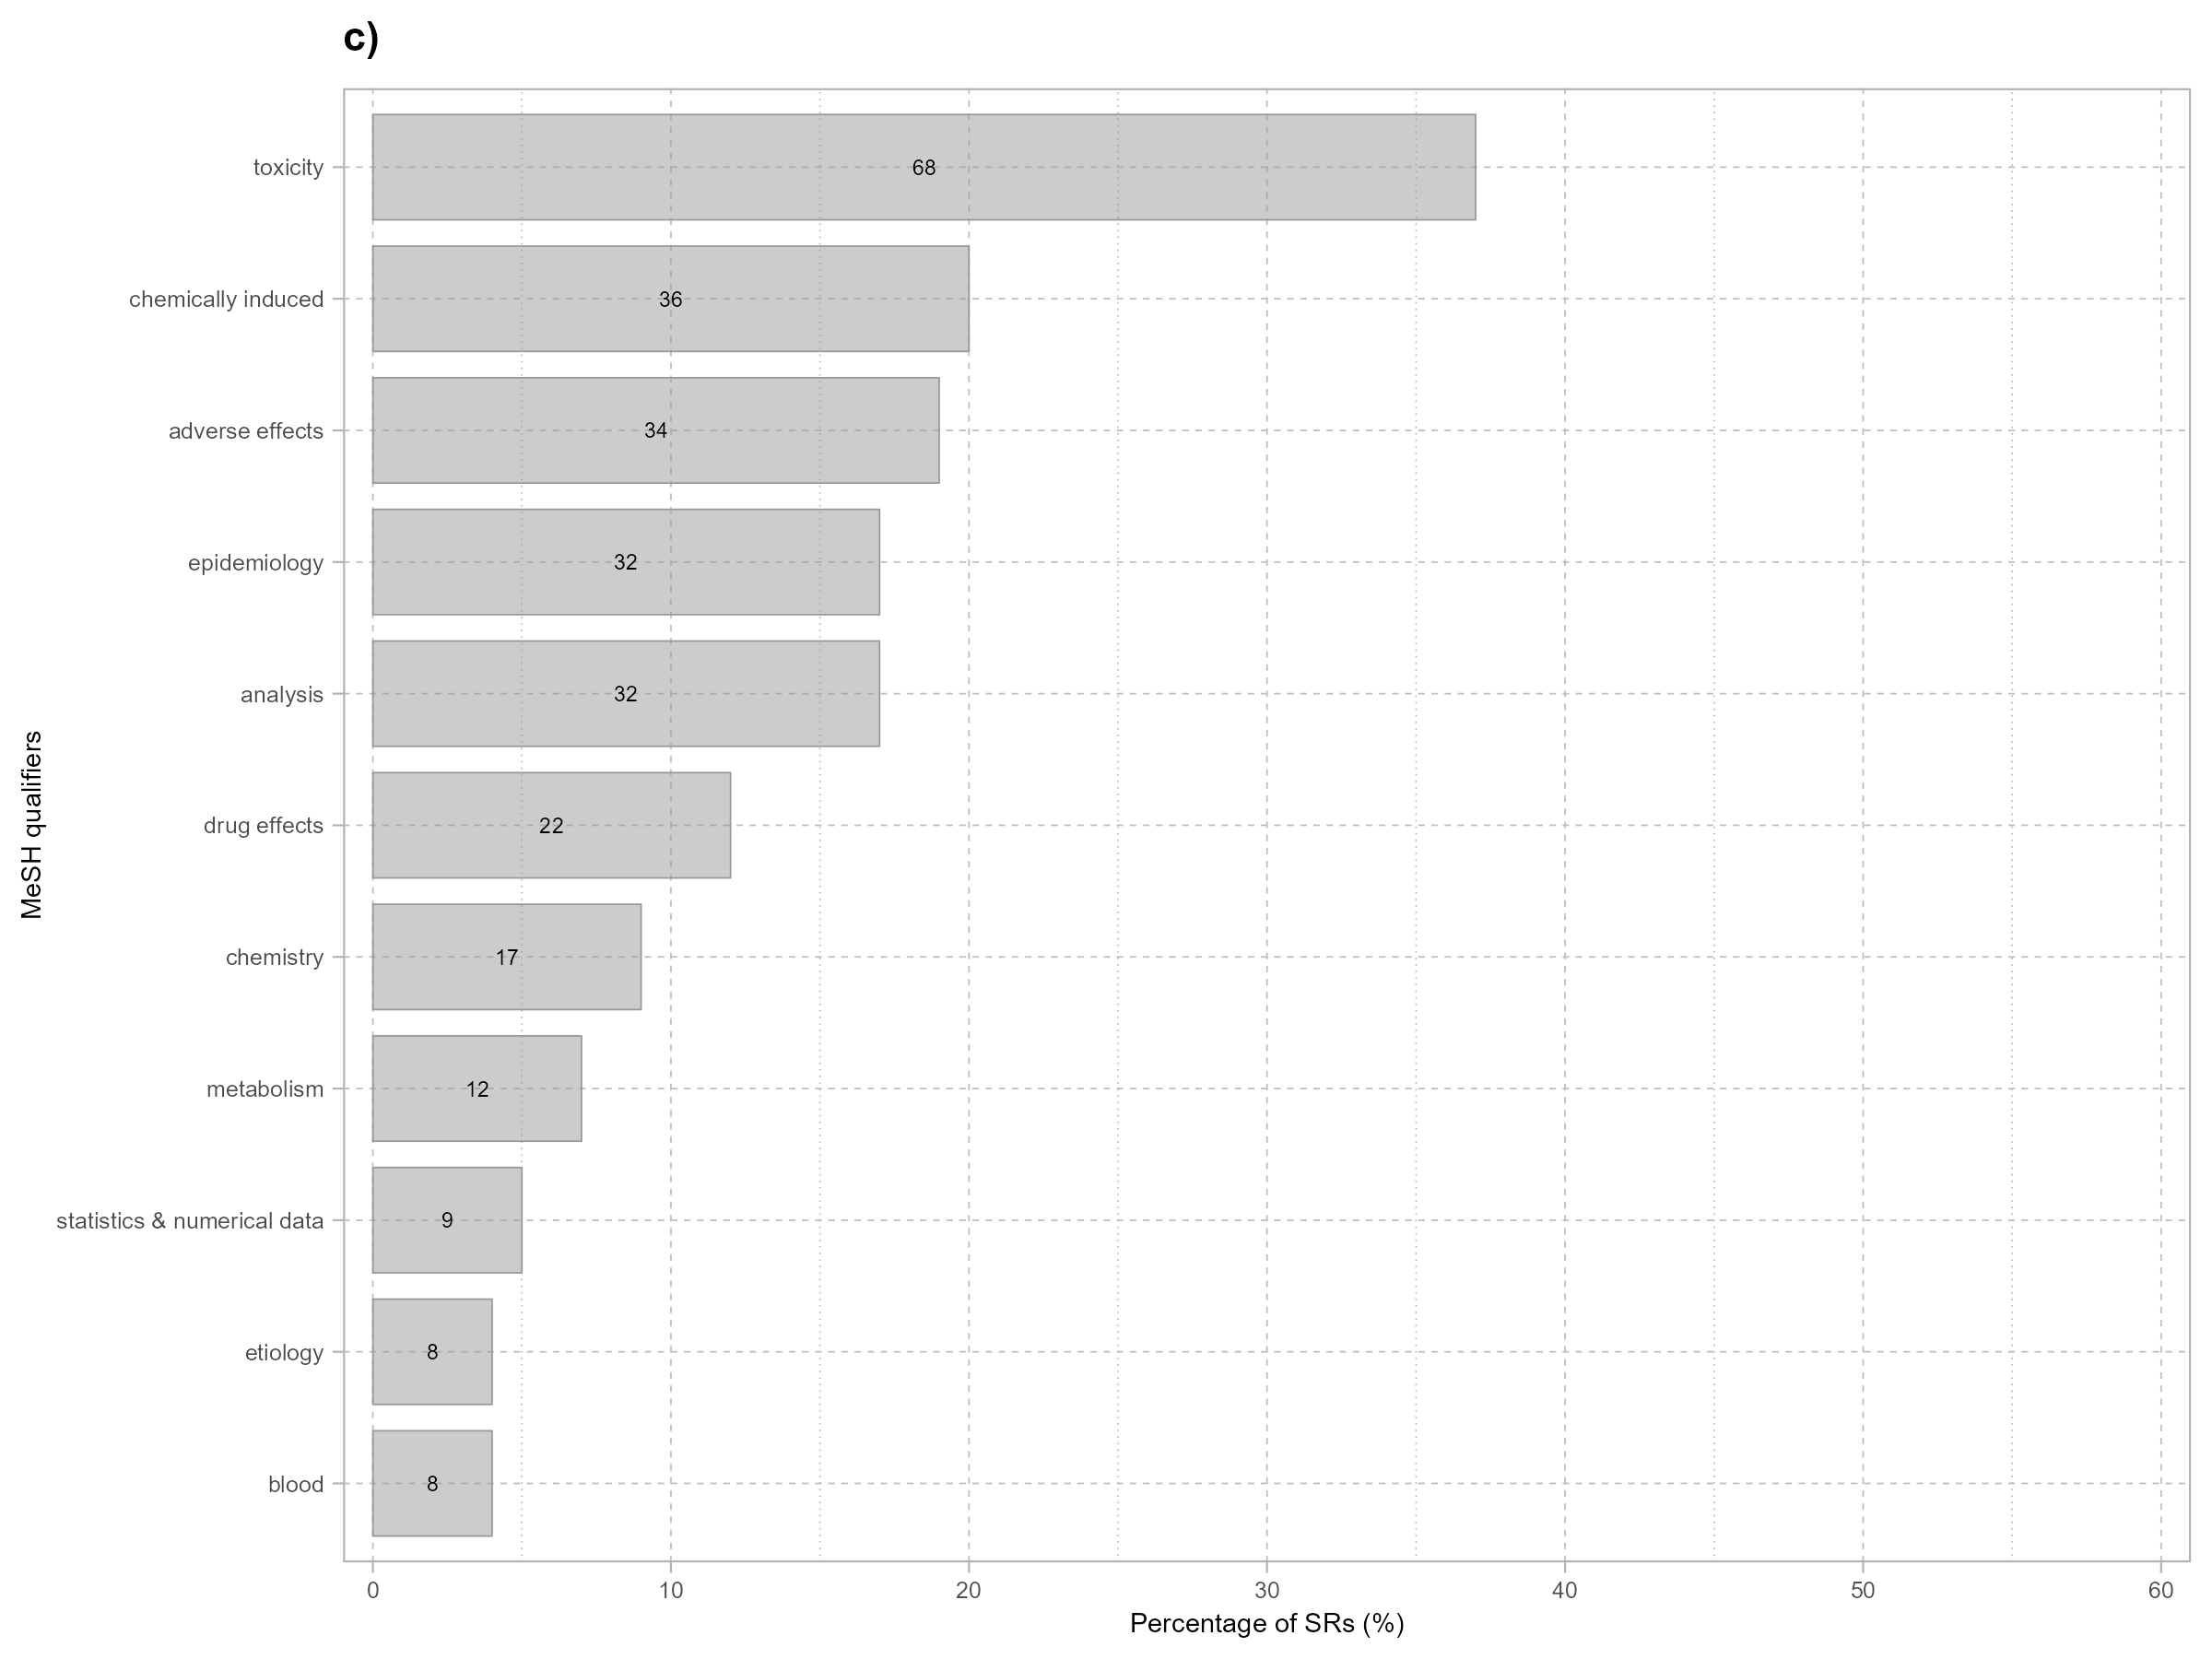 c)
MeSH qualifiers
toxicity 68
chemically induced 36
adverse effects 34
epidemiology 32
analysis 32
drug effects 22
chemistry 17
metabolism 12
statistics & numerical data 9
etiology 8
blood 8
0 10 20 30 40 50 60
Percentage of SRs (%)